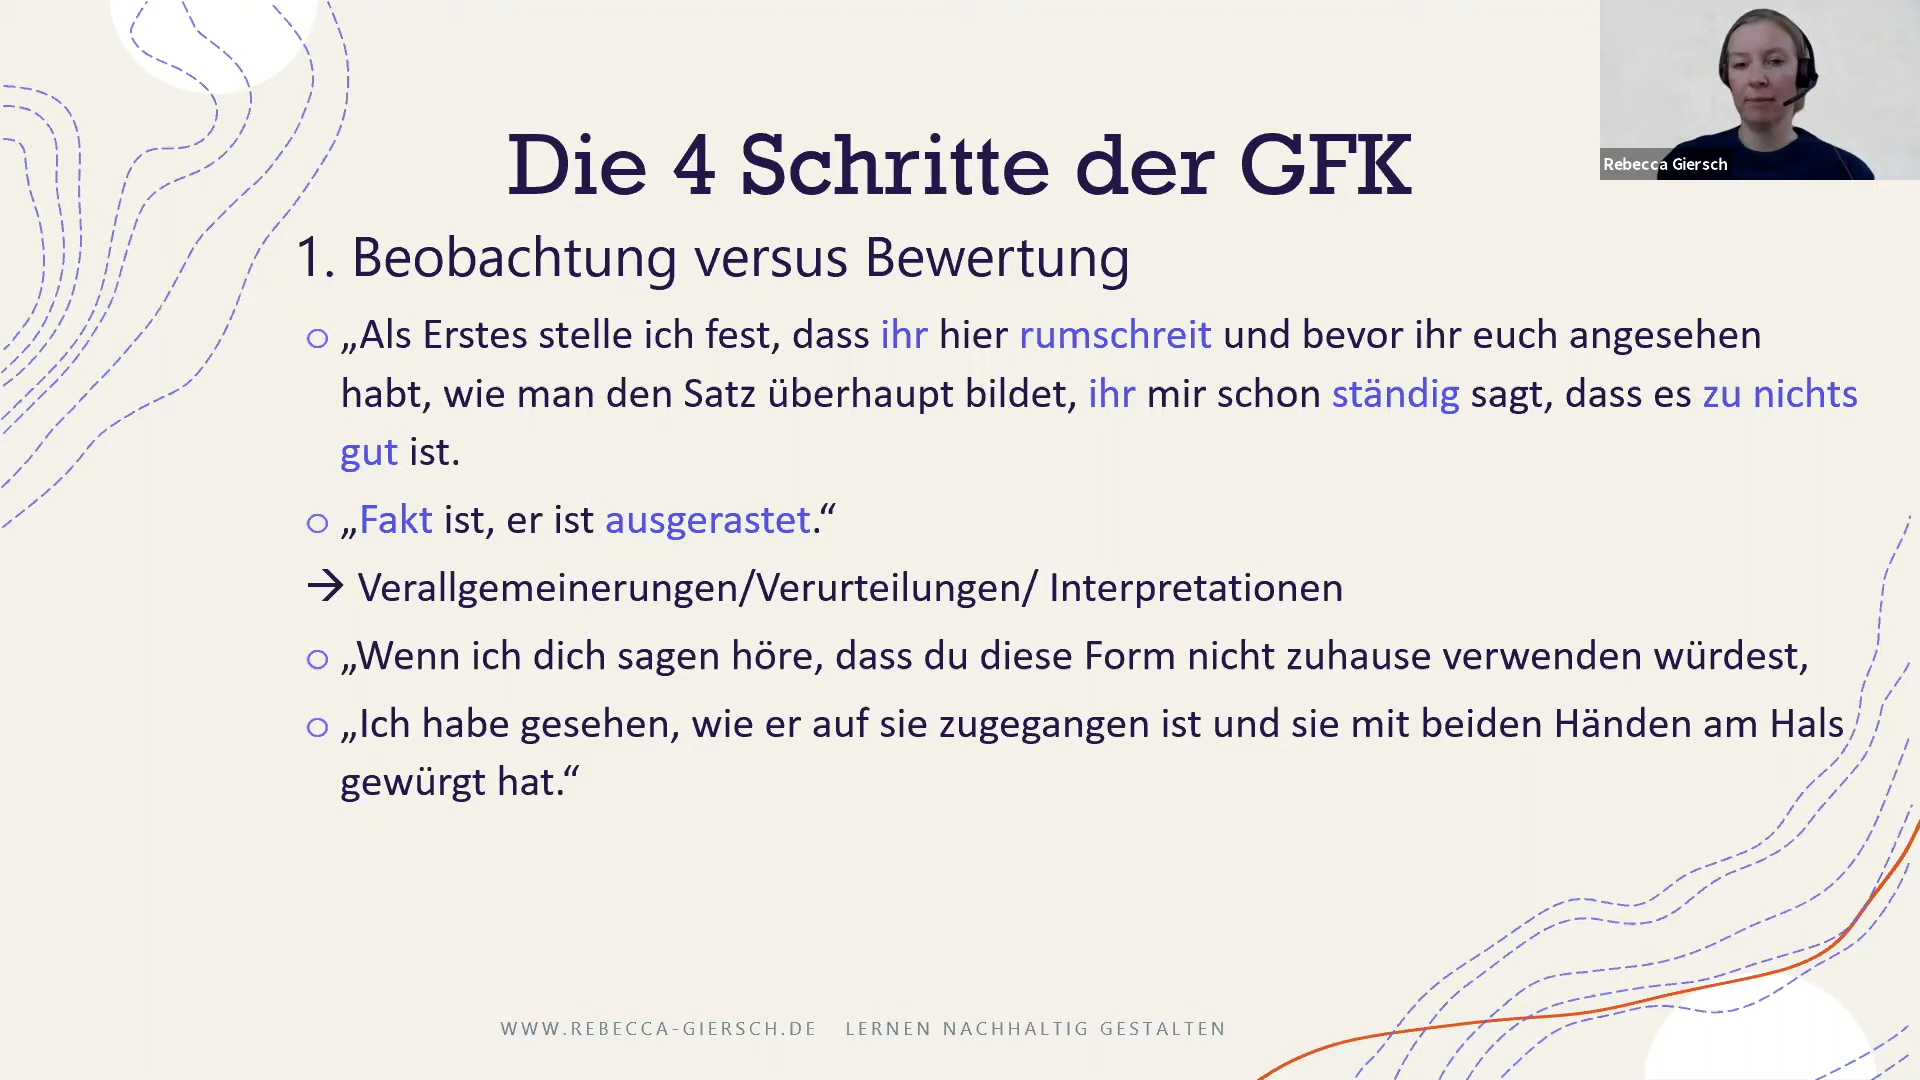 Die 4 Schritte der GFK
Rebecca Giersch
1. Beobachtung versus Bewertung
o „Als Erstes stelle ich fest, dass ihr hier rumschreit und bevor ihr euch angesehen
habt, wie man den Satz überhaupt bildet, ihr mir schon ständig sagt, dass es zu nichts
gut ist.
o „Fakt ist, er ist ausgerastet.“
→ Verallgemeinerungen/Verurteilungen/ Interpretationen
o „Wenn ich dich sagen höre, dass du diese Form nicht zuhause verwenden würdest,
o „Ich habe gesehen, wie er auf sie zugegangen ist und sie mit beiden Händen am Hals
gewürgt hat.“
WWW.REBECCA-GIERSCH.DE LERNEN NACHHALTIG GESTALTEN